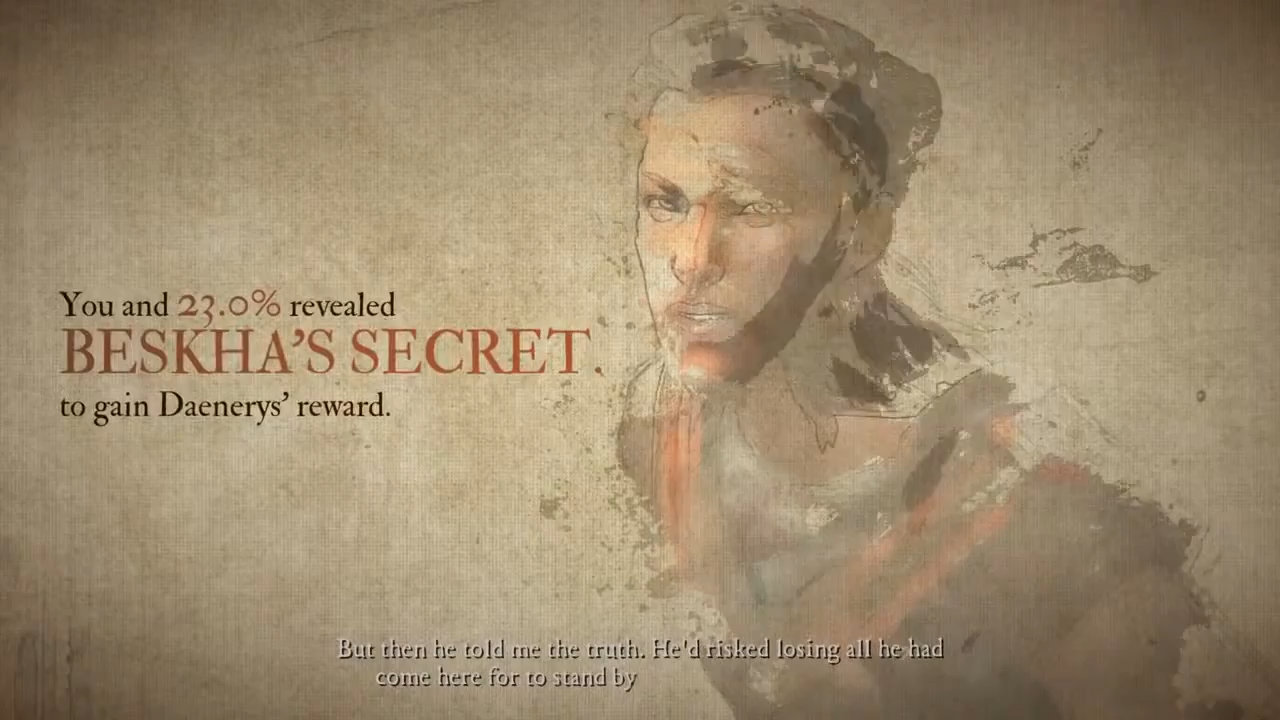 You and 23.0% revealed
BESKHA'S SECRET.
to gain Daenerys' reward.
But then he told me the truth. He'd risked losing all he had
come here for to stand by